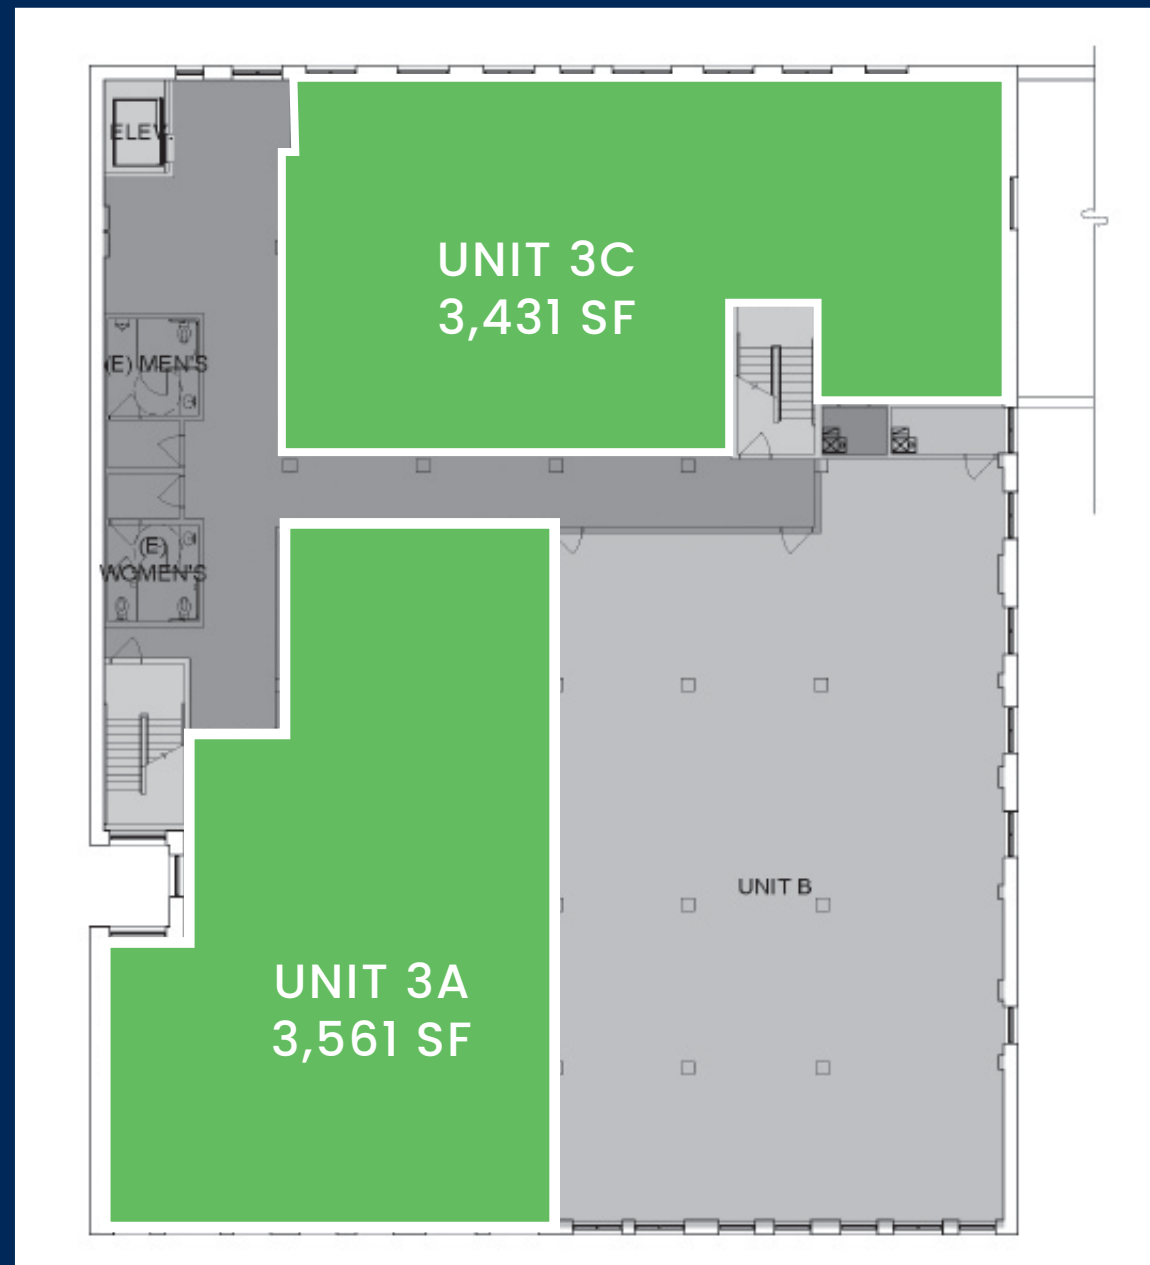 ELEV
UNIT 3C
3,431 SF
(E) MEN'S
(E)
WOMEN'S
UNIT B
UNIT 3A
3,561 SF